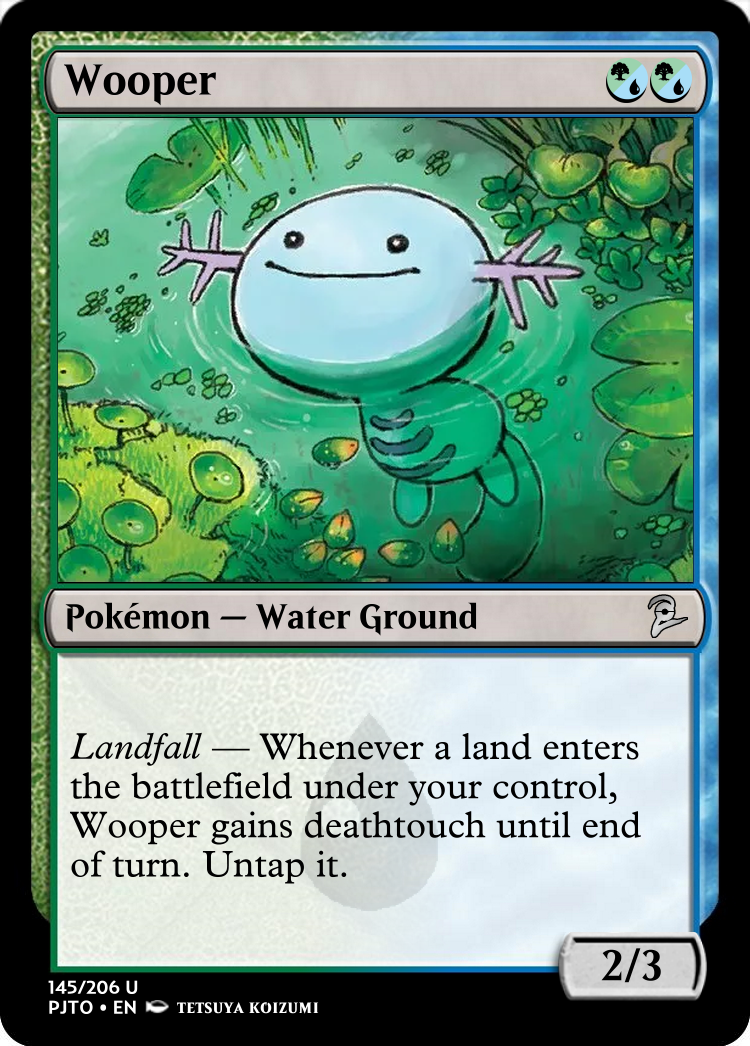 Wooper
Pokémon — Water Ground
Landfall — Whenever a land enters
the battlefield under your control,
Wooper gains deathtouch until end
of turn. Untap it.
2/3
145/206 U
PJTO • EN TETSUYA KOIZUMI